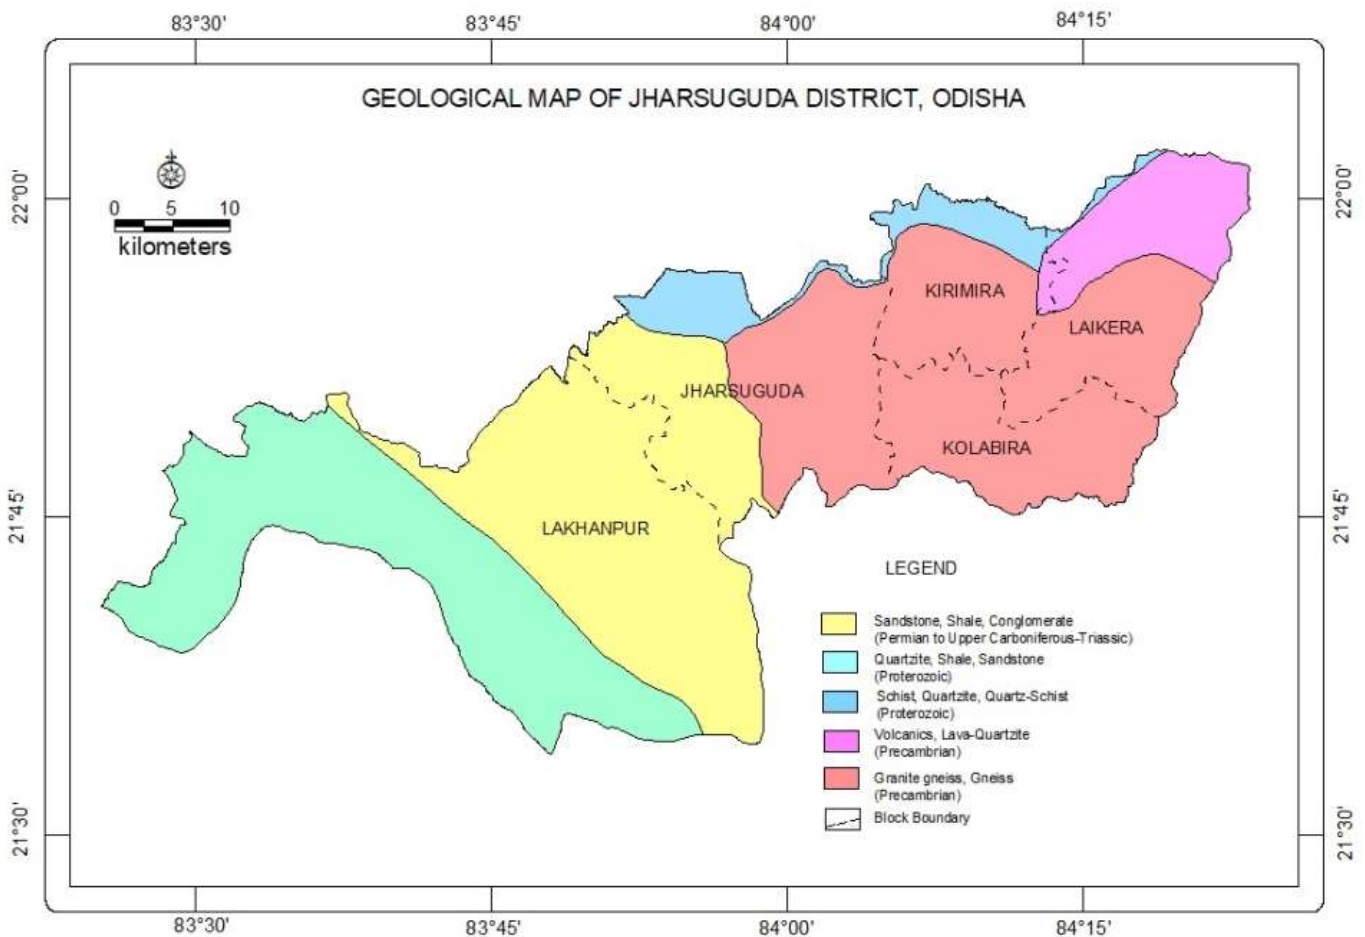 83°30' 83°45' 84°00' 84°15'
GEOLOGICAL MAP OF JHARSUGUDA DISTRICT, ODISHA
22°00' 22°00'
0 5 10
kilometers
KIRIMIRA
LAIKERA
JHARSUGUDA
KOLABIRA
21°45' 21°45'
LAKHANPUR
LEGEND
Sandstone, Shale, Conglomerate
(Permian to Upper Carboniferous-Triassic)
Quartzite, Shale, Sandstone
(Proterozoic)
Schist, Quartzite, Quartz-Schist
(Proterozoic)
Volcanics, Lava-Quartzite
(Precambrian)
Granite gneiss, Gneiss
(Precambrian)
Block Boundary
21°30' 21°30'
83°30' 83°45' 84°00' 84°15'